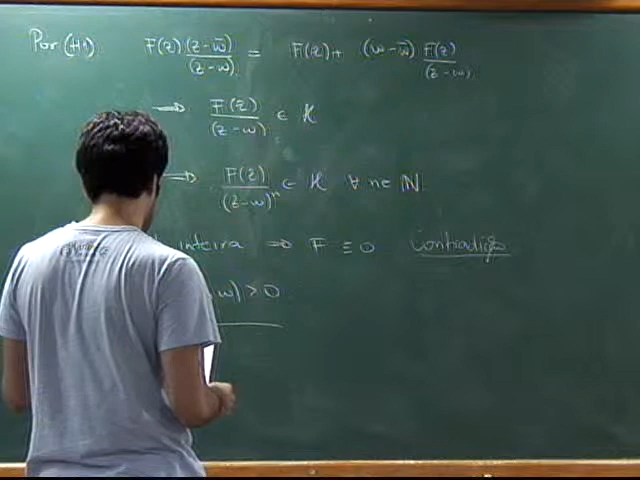 Por (H1) F(z) (z-w̄)/(z-w) = F(z) + (w-w̄) F(z)/(z-w)
⟹ F(z)/(z-w) ∈ H
⟹ F(z)/(z-w)ⁿ ∈ H ∀ n ∈ ℕ
inteira ⟹ F ≡ 0 contradição
w) > 0